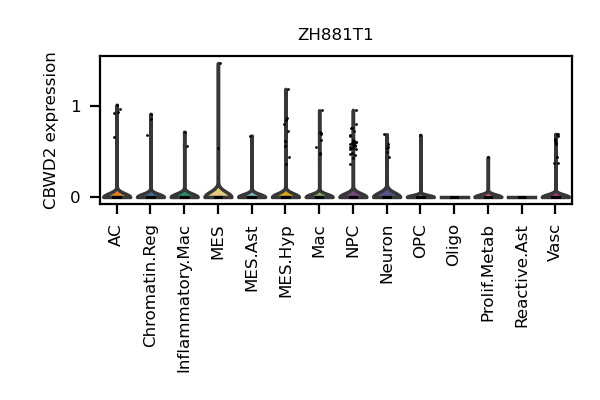 ZH881T1
CBWD2 expression
1
0
AC
Chromatin.Reg
Inflammatory.Mac
MES
MES.Ast
MES.Hyp
Mac
NPC
Neuron
OPC
Oligo
Prolif.Metab
Reactive.Ast
Vasc